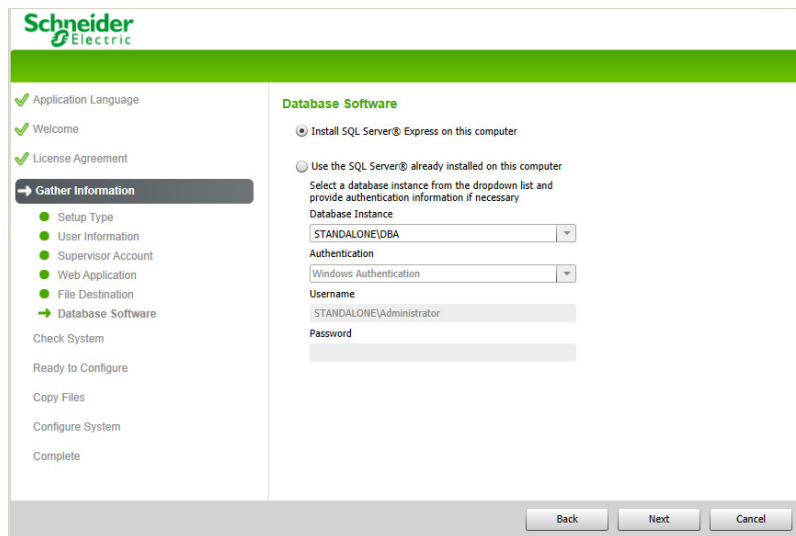 Schneider
Electric
Application Language
Welcome
License Agreement
Gather Information
Setup Type
User Information
Supervisor Account
Web Application
File Destination
Database Software
Check System
Ready to Configure
Copy Files
Configure System
Complete
Database Software
Install SQL Server® Express on this computer
Use the SQL Server® already installed on this computer
Select a database instance from the dropdown list and
provide authentication information if necessary
Database Instance
STANDALONE\DBA
Authentication
Windows Authentication
Username
STANDALONE\Administrator
Password
Back
Next
Cancel